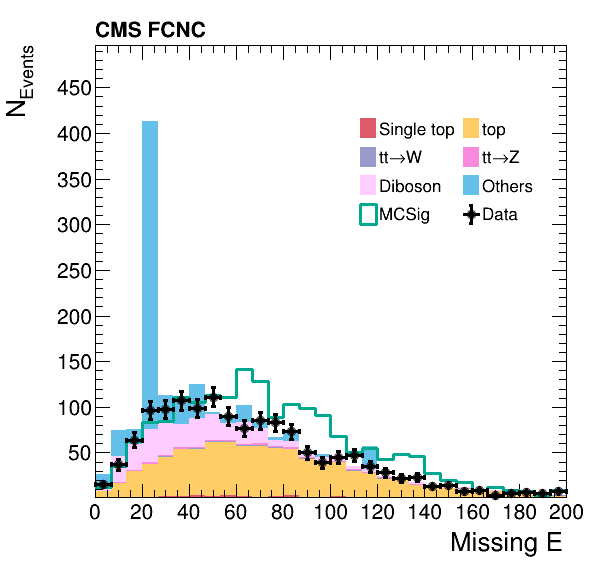 CMS FCNC
N_Events
450
400
350
300
250
200
150
100
50
Single top top
tt→W tt→Z
Diboson Others
MCSig Data
0 20 40 60 80 100 120 140 160 180 200
Missing E